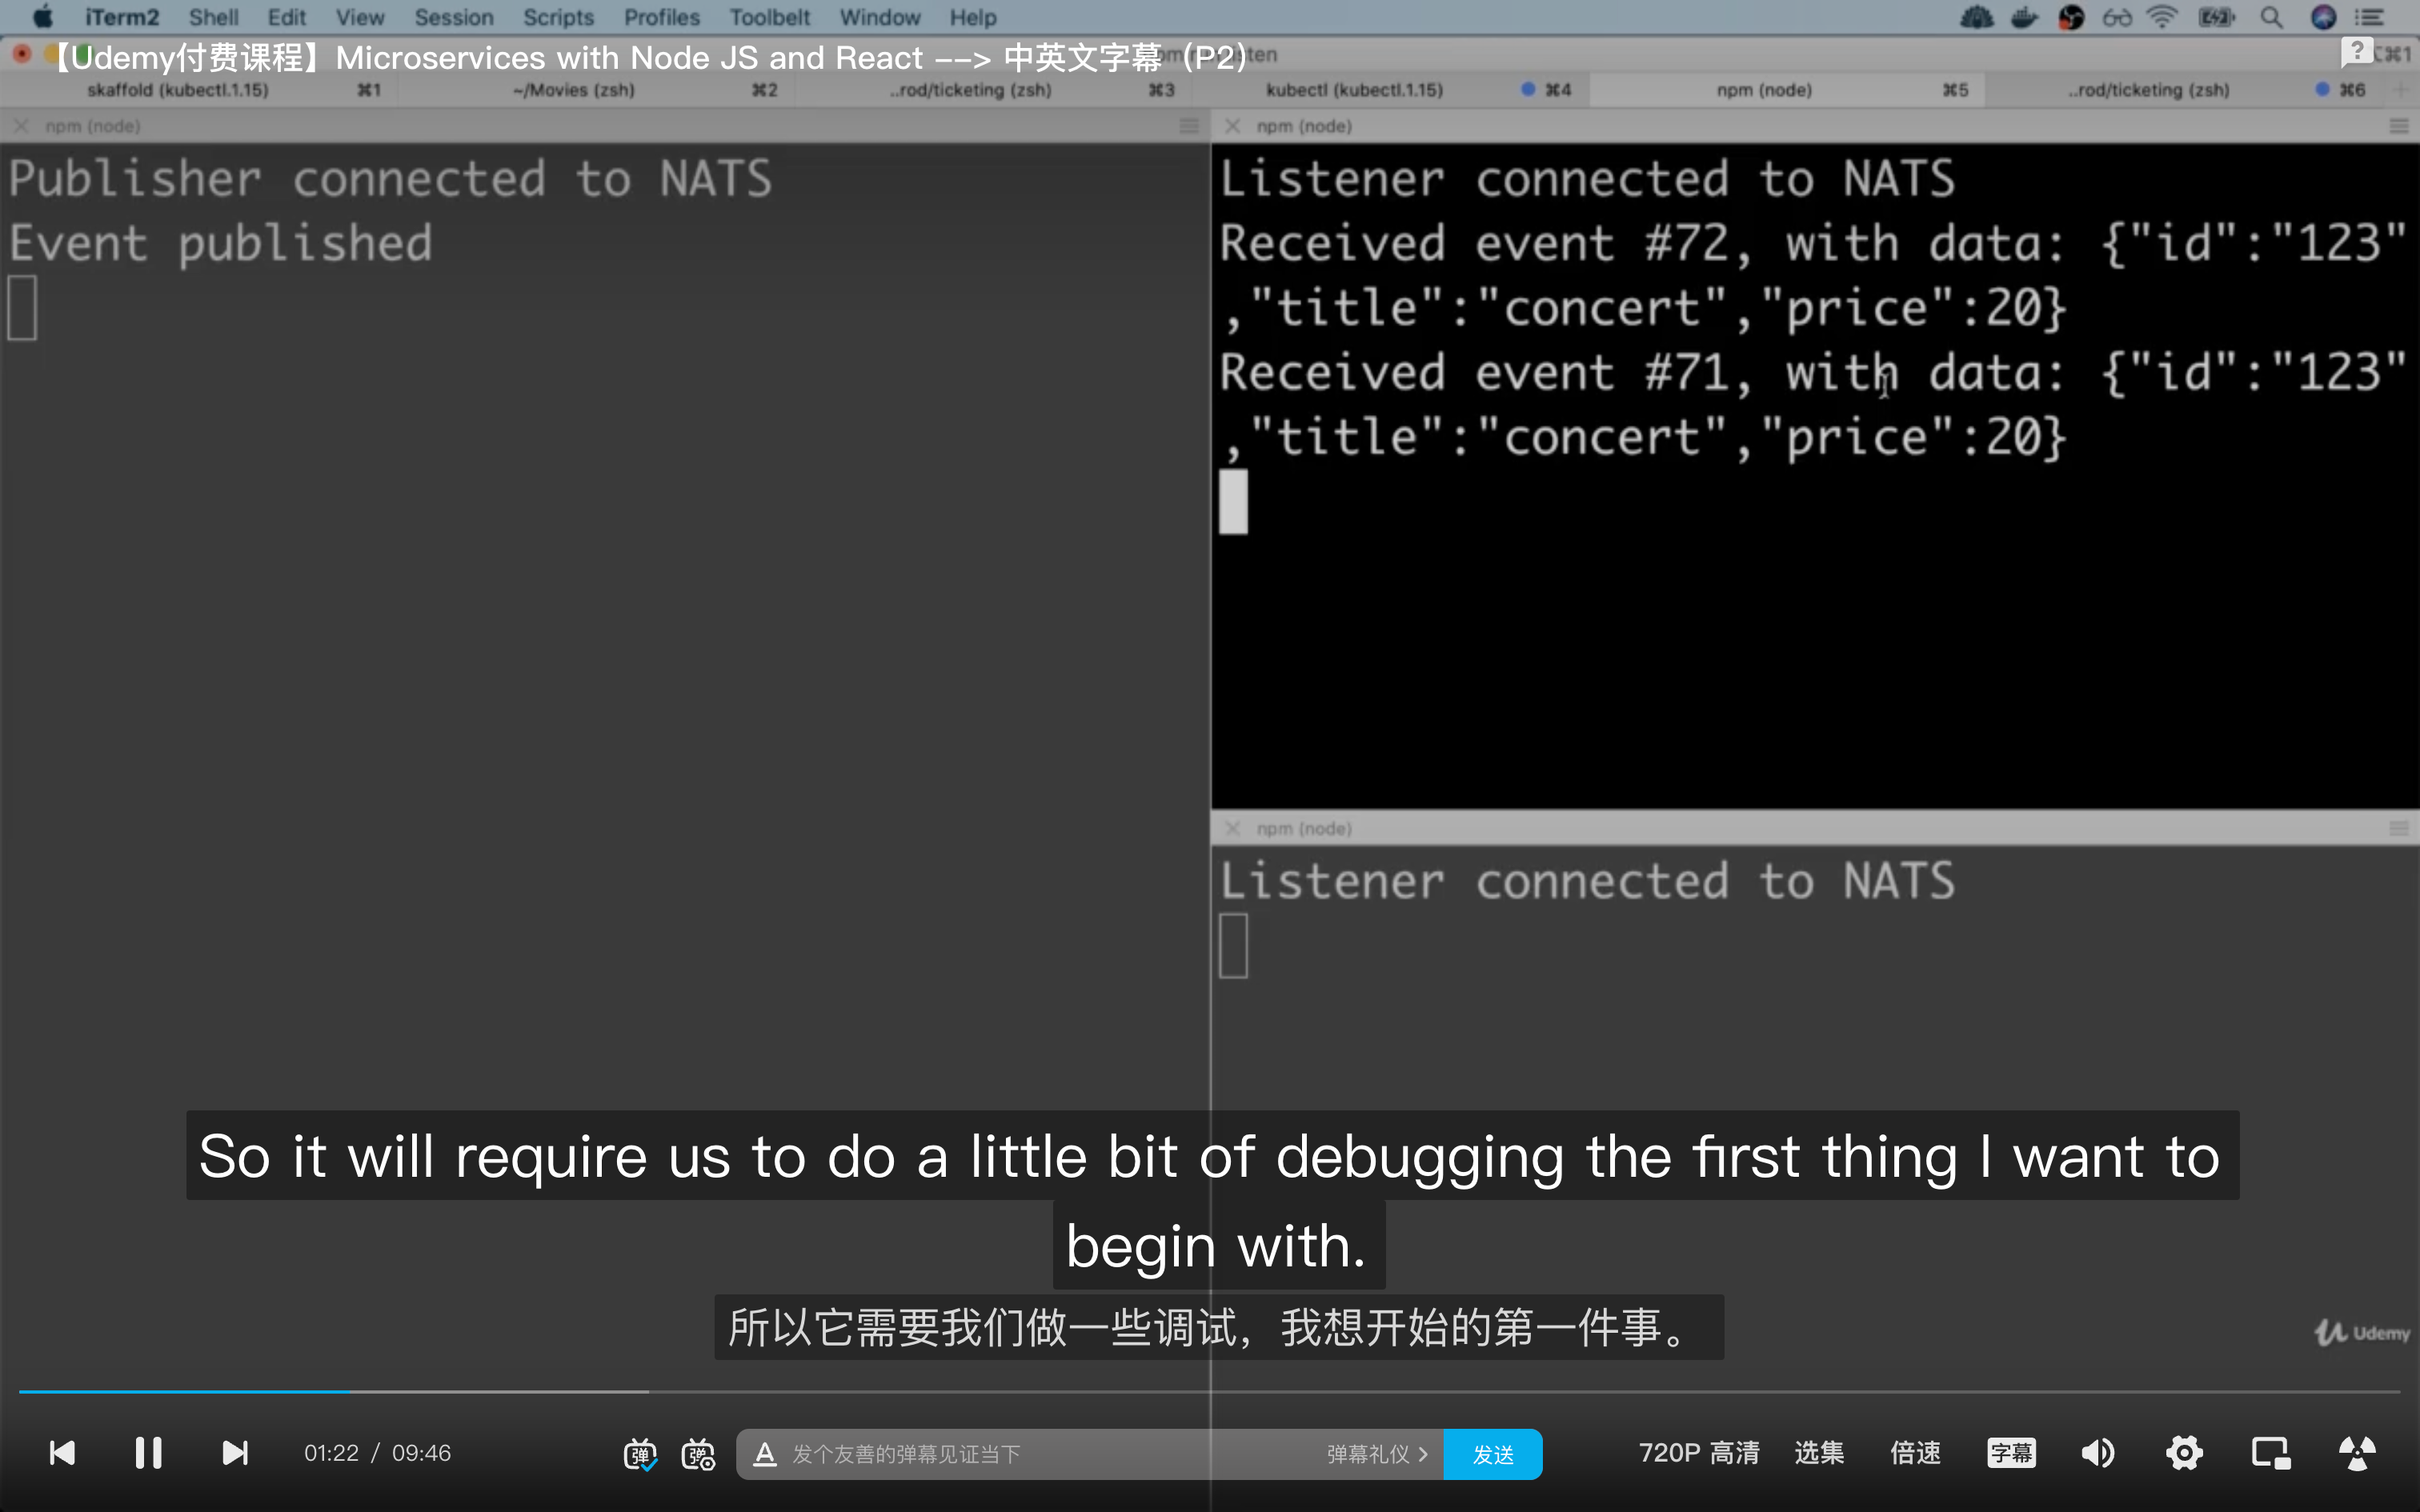 iTerm2 Shell Edit View Session Scripts Profiles Toolbelt Window Help
【Udemy付费课程】Microservices with Node JS and React --> 中英文字幕（P2）
⌘1
skaffold (kubectl.1.15) ⌘1 ~/Movies (zsh) ⌘2 ..rod/ticketing (zsh) ⌘3 kubectl (kubectl.1.15) ⌘4 npm (node) ⌘5 ..rod/ticketing (zsh) ⌘6
npm (node)
Publisher connected to NATS
Event published
npm (node)
Listener connected to NATS
Received event #72, with data: {"id":"123"
,"title":"concert","price":20}
Received event #71, with data: {"id":"123"
,"title":"concert","price":20}
npm (node)
Listener connected to NATS
So it will require us to do a little bit of debugging the first thing I want to
begin with.
所以它需要我们做一些调试，我想开始的第一件事。
Udemy
01:22 / 09:46 弹 弹 A 发个友善的弹幕见证当下 弹幕礼仪 > 发送 720P 高清 选集 倍速 字幕